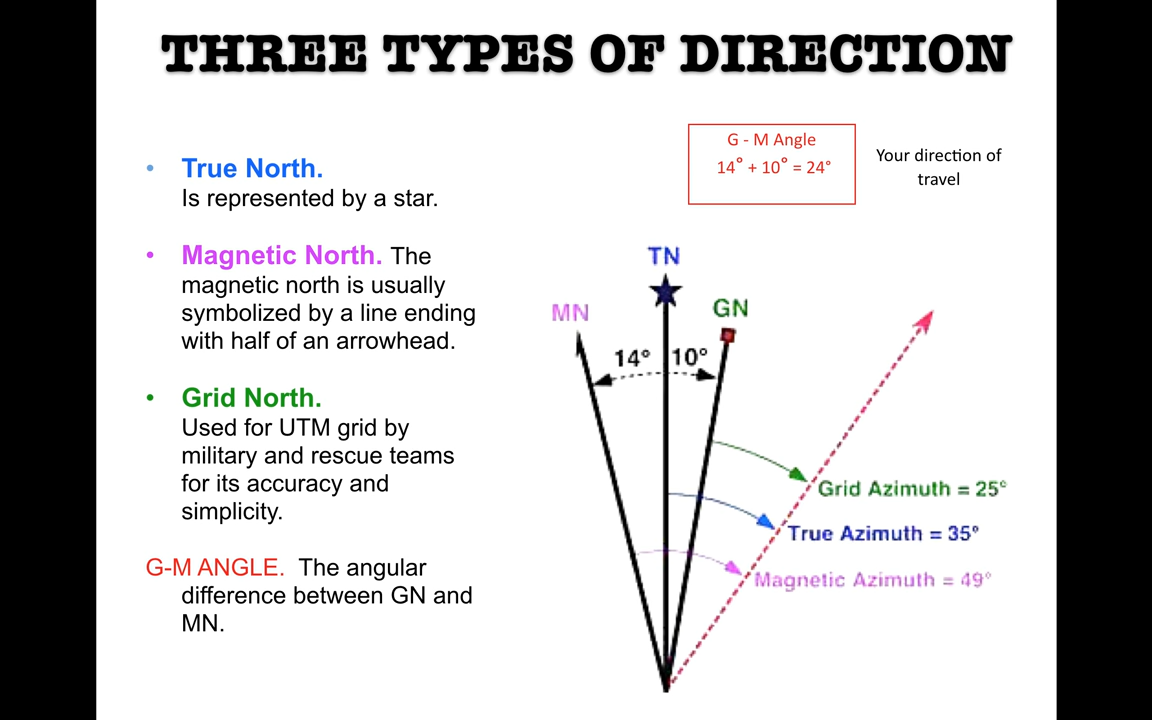 THREE TYPES OF DIRECTION
• True North.
Is represented by a star.
• Magnetic North. The
magnetic north is usually
symbolized by a line ending
with half of an arrowhead.
• Grid North.
Used for UTM grid by
military and rescue teams
for its accuracy and
simplicity.
G-M ANGLE. The angular
difference between GN and
MN.
G - M Angle
14° + 10° = 24°
Your direction of
travel
TN
MN
GN
14° 10°
Grid Azimuth = 25°
True Azimuth = 35°
Magnetic Azimuth = 49°